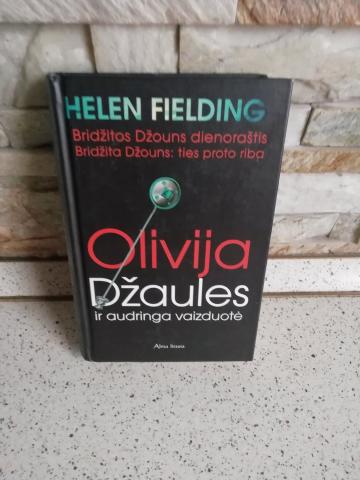 HELEN FIELDING
Bridžitos Džouns dienoraštis
Bridžita Džouns: ties proto riba
Olivija
Džaules
ir audringa vaizduotė
Alma littera